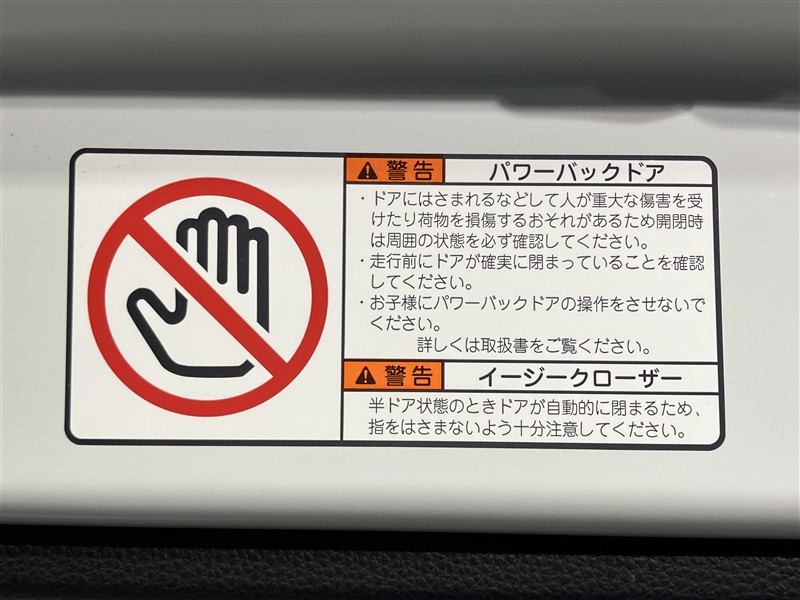 ⚠警告 パワーバックドア
・ドアにはさまれるなどして人が重大な傷害を受
けたり荷物を損傷するおそれがあるため開閉時
は周囲の状態を必ず確認してください。
・走行前にドアが確実に閉まっていることを確認
してください。
・お子様にパワーバックドアの操作をさせないで
ください。
詳しくは取扱書をご覧ください。
⚠警告 イージークローザー
半ドア状態のときドアが自動的に閉まるため、
指をはさまないよう十分注意してください。